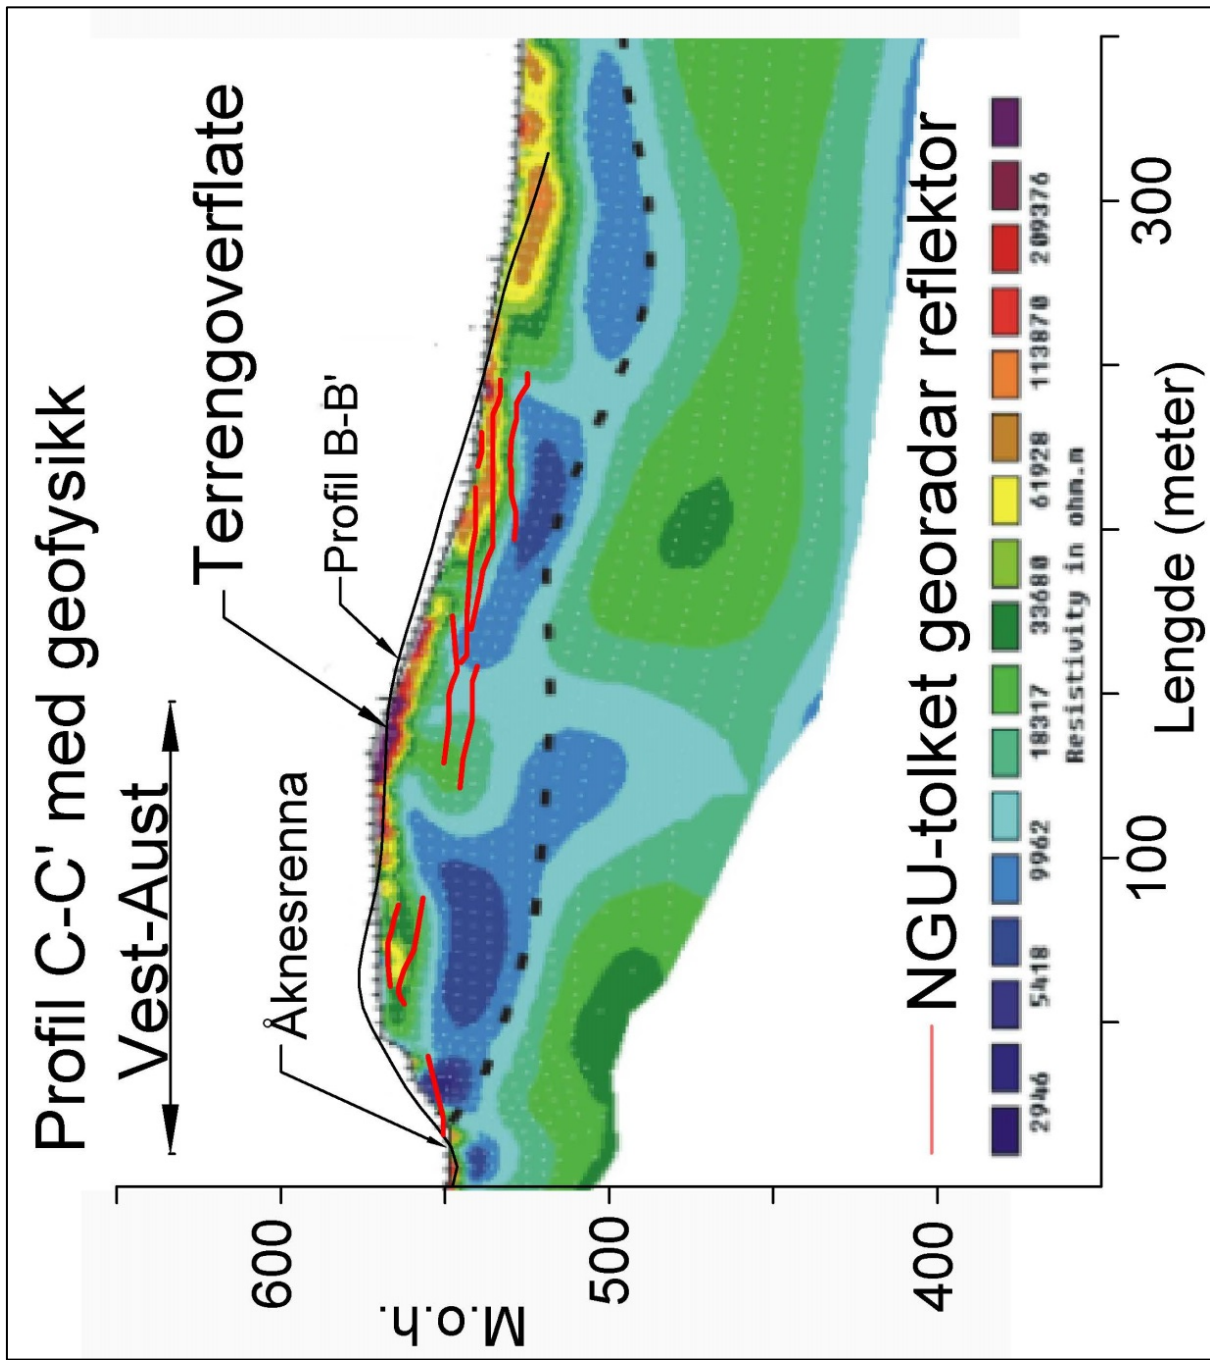 Profil C-C' med geofysikk
Vest-Aust
Terrengoverflate
Åknesrenna
Profil B-B'
M.o.h.
600
500
400
NGU-tolket georadar reflektor
2946 5418 9962 18317 33680 61928 113870 209376
Resistivity in ohm.m
100 300
Lengde (meter)